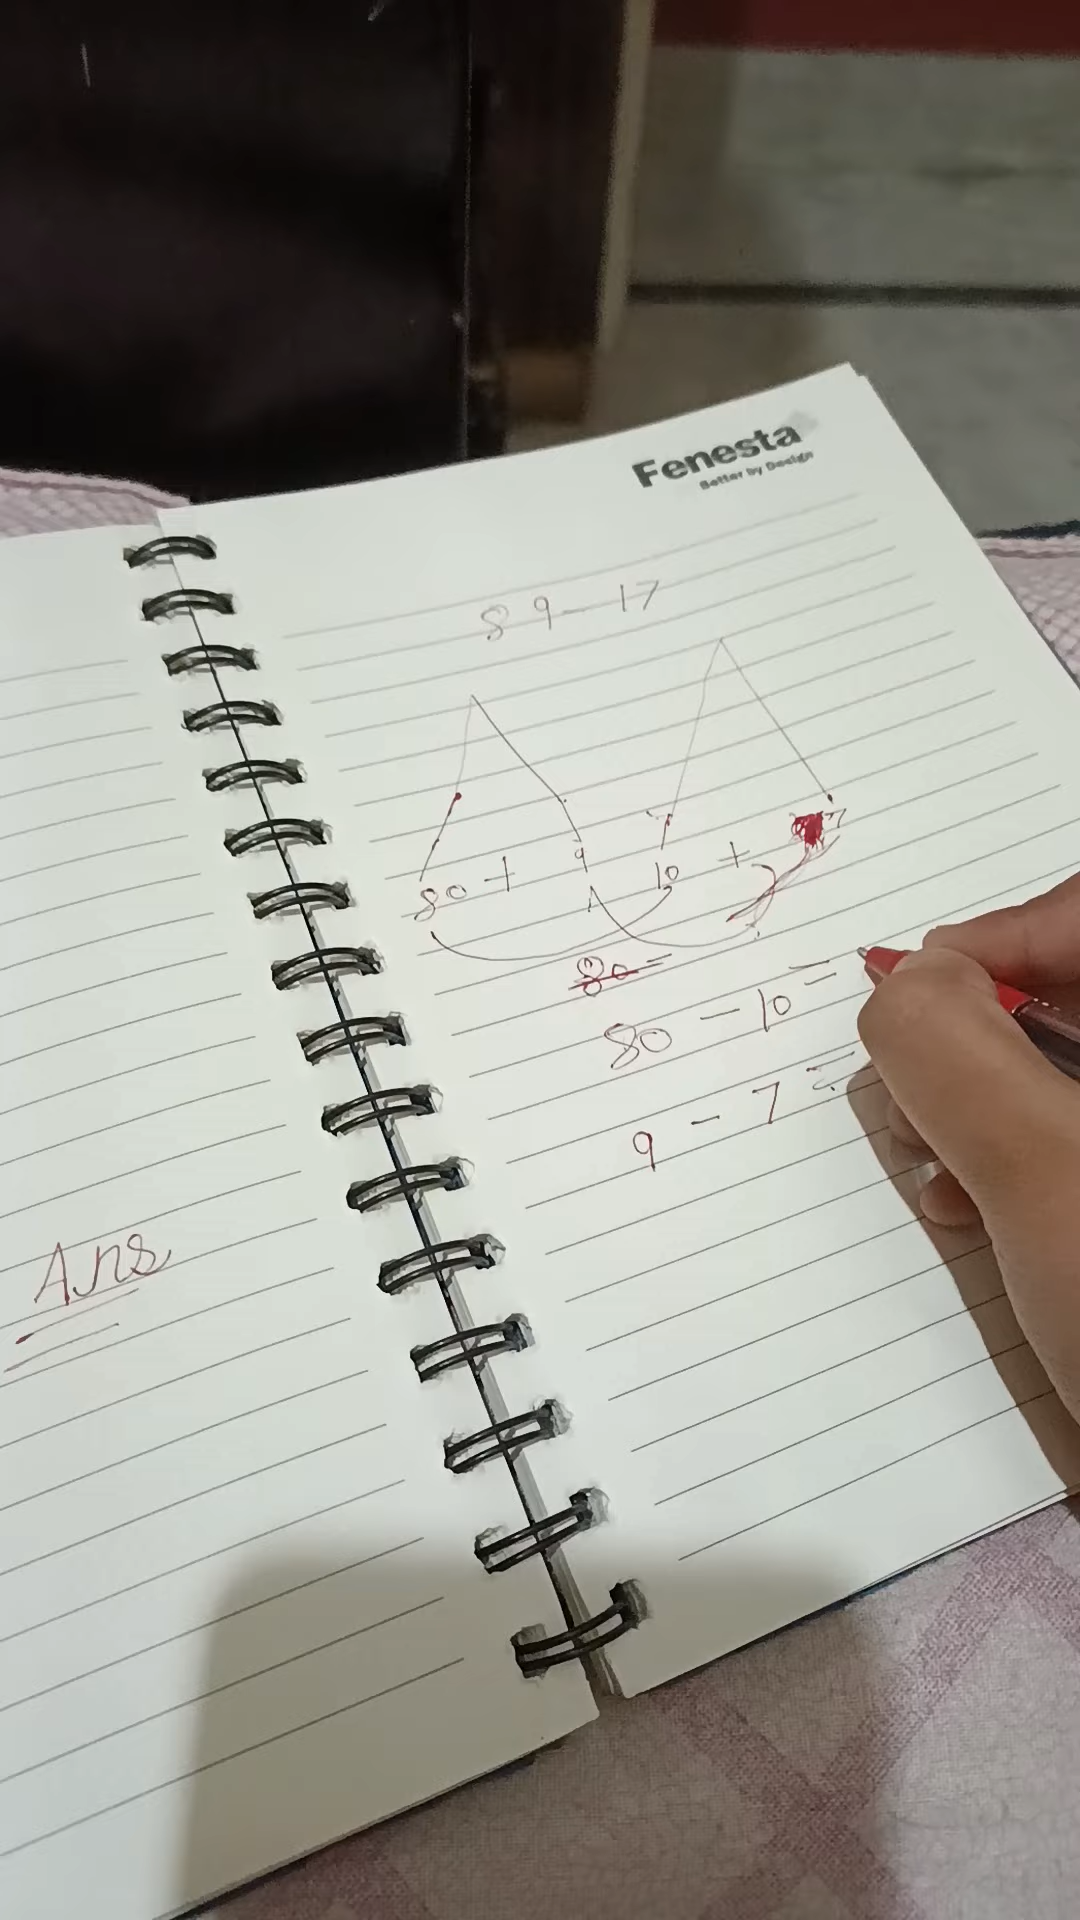 Fenesta
Better by Design
89-17
80 + 9 10 + 7
80 =
80 - 10 =
9 - 7 =
Ans